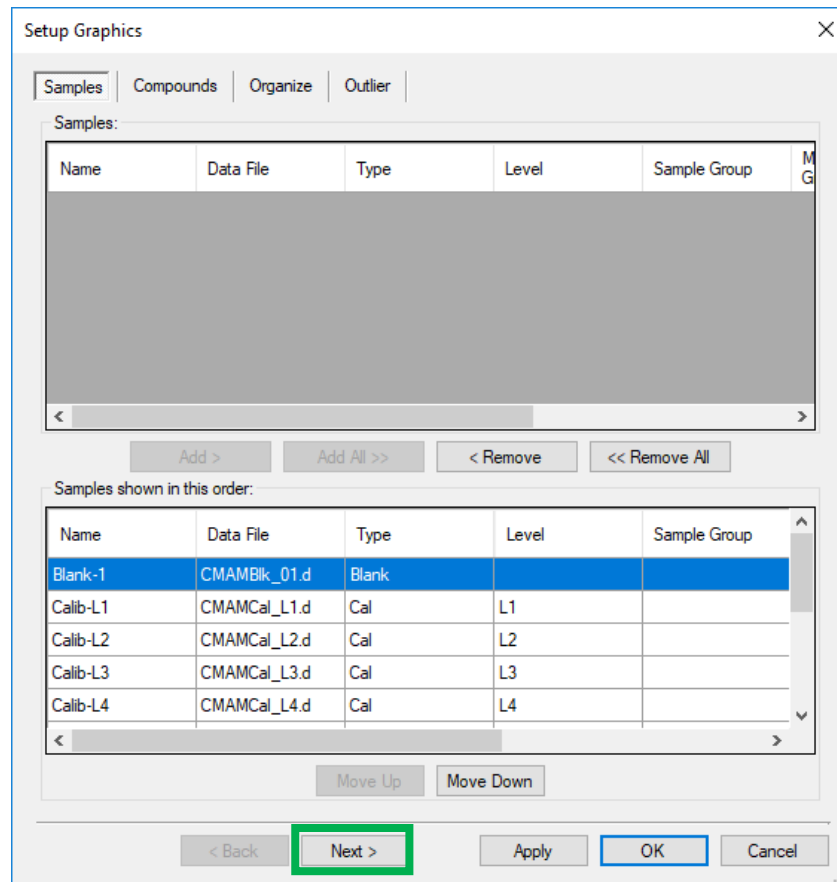 Setup Graphics
Samples Compounds Organize Outlier
Samples:
Name Data File Type Level Sample Group M
G
Add > Add All >> < Remove << Remove All
Samples shown in this order:
Name Data File Type Level Sample Group
Blank-1 CMAMBlk_01.d Blank
Calib-L1 CMAMCal_L1.d Cal L1
Calib-L2 CMAMCal_L2.d Cal L2
Calib-L3 CMAMCal_L3.d Cal L3
Calib-L4 CMAMCal_L4.d Cal L4
Move Up Move Down
< Back Next > Apply OK Cancel